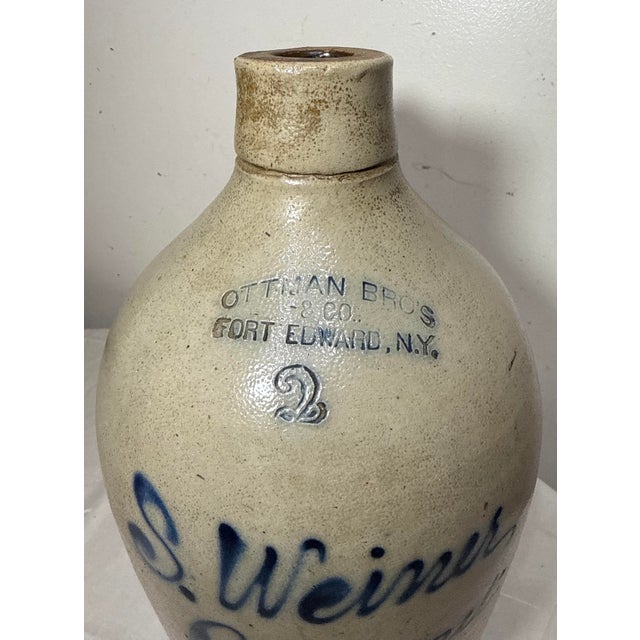 OTTMAN BRO'S
& CO.
FORT EDWARD, N.Y.
2
S. Weiner